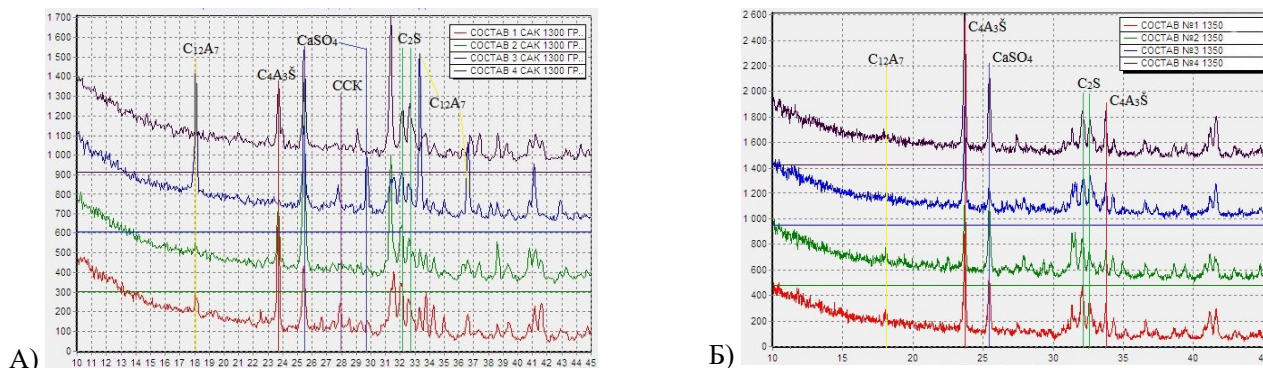 А)
1 700
1 600
1 500
1 400
1 300
1 200
1 100
1 000
900
800
700
600
500
400
300
200
100
0
10 11 12 13 14 15 16 17 18 19 20 21 22 23 24 25 26 27 28 29 30 31 32 33 34 35 36 37 38 39 40 41 42 43 44 45
C₁₂A₇
C₄A₃Š
CaSO₄
ССК
C₂S
C₁₂A₇
СОСТАВ 1 САК 1300 ГР..
СОСТАВ 2 САК 1300 ГР..
СОСТАВ 3 САК 1300 ГР..
СОСТАВ 4 САК 1300 ГР..
Б)
2 600
2 400
2 200
2 000
1 800
1 600
1 400
1 200
1 000
800
600
400
200
0
10 15 20 25 30 35 40
C₁₂A₇
C₄A₃Š
CaSO₄
C₂S
C₄A₃Š
СОСТАВ №1 1350
СОСТАВ №2 1350
СОСТАВ №3 1350
СОСТАВ №4 1350